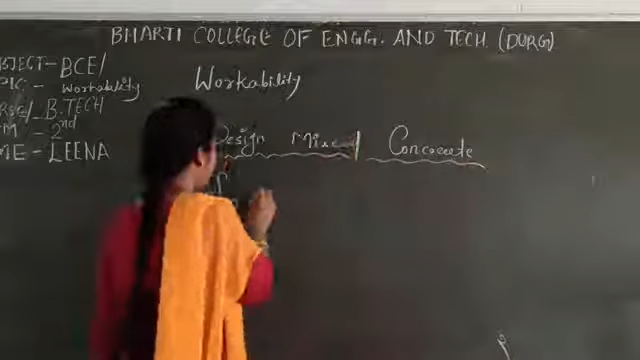 BHARTI COLLEGE OF ENGG. AND TECH. (DURG)
BJECT - BCE/
PIC - Workability
RSE/ B.TECH
M - 2nd
ME - LEENA
Workability
Design Mixed Concrete